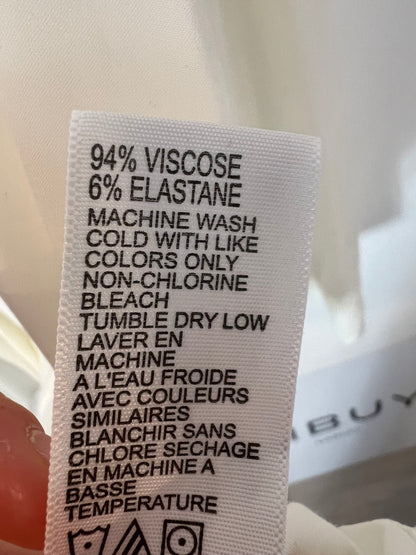 94% VISCOSE
6% ELASTANE
MACHINE WASH
COLD WITH LIKE
COLORS ONLY
NON-CHLORINE
BLEACH
TUMBLE DRY LOW
LAVER EN
MACHINE
A L'EAU FROIDE
AVEC COULEURS
SIMILAIRES
BLANCHIR SANS
CHLORE SECHAGE
EN MACHINE A
BASSE
TEMPERATURE
IBUY